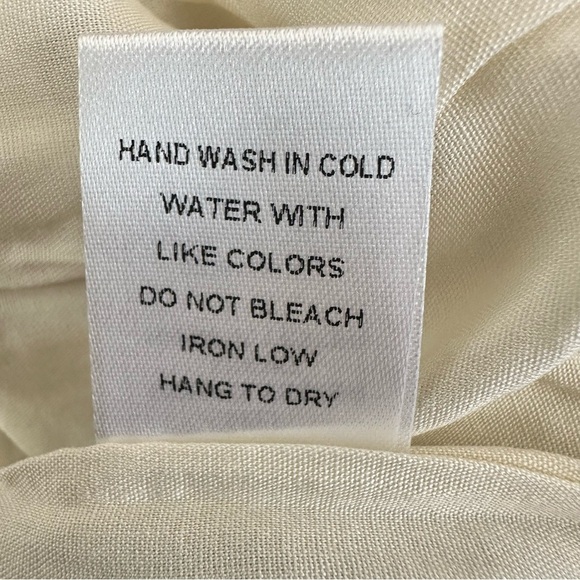 HAND WASH IN COLD
WATER WITH
LIKE COLORS
DO NOT BLEACH
IRON LOW
HANG TO DRY